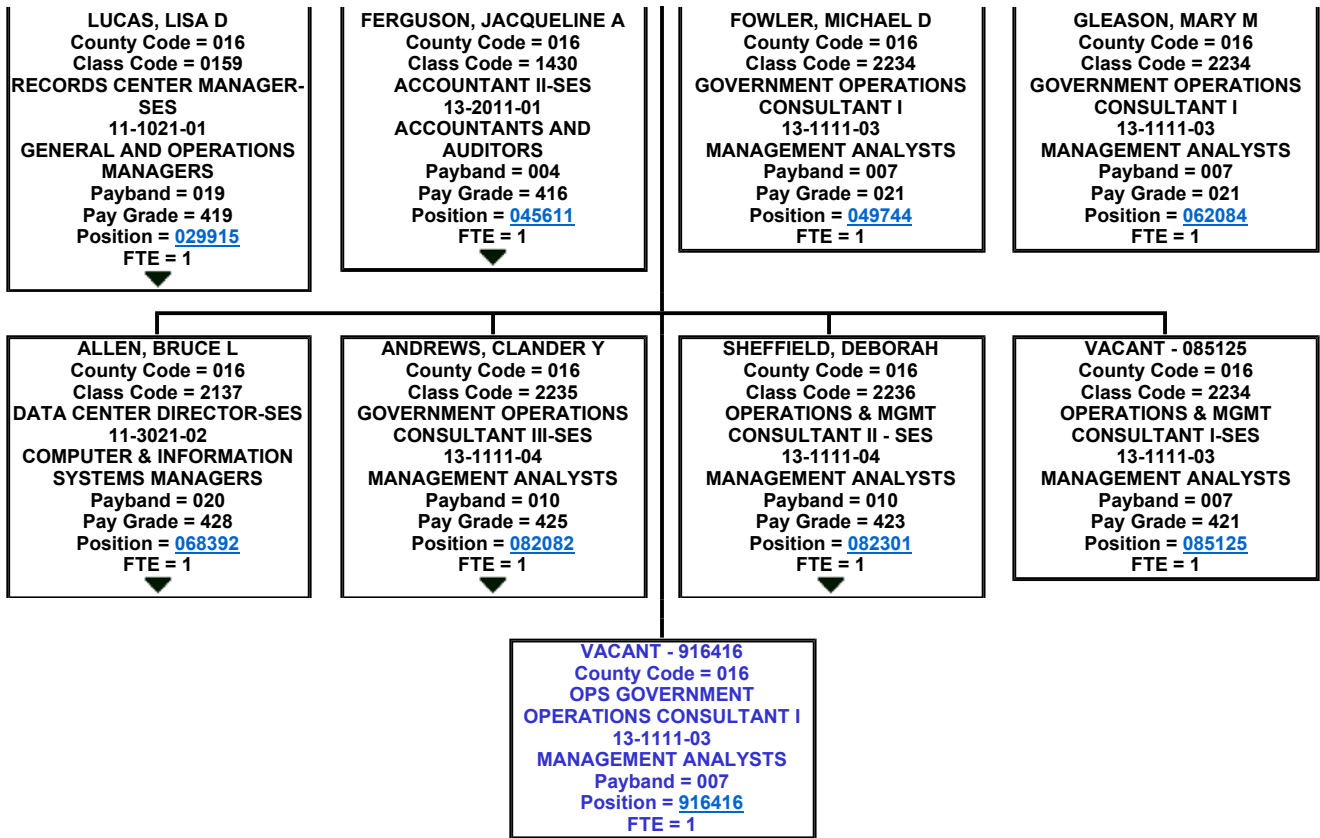 LUCAS, LISA D
County Code = 016
Class Code = 0159
RECORDS CENTER MANAGER-
SES
11-1021-01
GENERAL AND OPERATIONS
MANAGERS
Payband = 019
Pay Grade = 419
Position = 029915
FTE = 1
FERGUSON, JACQUELINE A
County Code = 016
Class Code = 1430
ACCOUNTANT II-SES
13-2011-01
ACCOUNTANTS AND
AUDITORS
Payband = 004
Pay Grade = 416
Position = 045611
FTE = 1
FOWLER, MICHAEL D
County Code = 016
Class Code = 2234
GOVERNMENT OPERATIONS
CONSULTANT I
13-1111-03
MANAGEMENT ANALYSTS
Payband = 007
Pay Grade = 021
Position = 049744
FTE = 1
GLEASON, MARY M
County Code = 016
Class Code = 2234
GOVERNMENT OPERATIONS
CONSULTANT I
13-1111-03
MANAGEMENT ANALYSTS
Payband = 007
Pay Grade = 021
Position = 062084
FTE = 1
ALLEN, BRUCE L
County Code = 016
Class Code = 2137
DATA CENTER DIRECTOR-SES
11-3021-02
COMPUTER & INFORMATION
SYSTEMS MANAGERS
Payband = 020
Pay Grade = 428
Position = 068392
FTE = 1
ANDREWS, CLANDER Y
County Code = 016
Class Code = 2235
GOVERNMENT OPERATIONS
CONSULTANT III-SES
13-1111-04
MANAGEMENT ANALYSTS
Payband = 010
Pay Grade = 425
Position = 082082
FTE = 1
SHEFFIELD, DEBORAH
County Code = 016
Class Code = 2236
OPERATIONS & MGMT
CONSULTANT II - SES
13-1111-04
MANAGEMENT ANALYSTS
Payband = 010
Pay Grade = 423
Position = 082301
FTE = 1
VACANT - 085125
County Code = 016
Class Code = 2234
OPERATIONS & MGMT
CONSULTANT I-SES
13-1111-03
MANAGEMENT ANALYSTS
Payband = 007
Pay Grade = 421
Position = 085125
FTE = 1
VACANT - 916416
County Code = 016
OPS GOVERNMENT
OPERATIONS CONSULTANT I
13-1111-03
MANAGEMENT ANALYSTS
Payband = 007
Position = 916416
FTE = 1